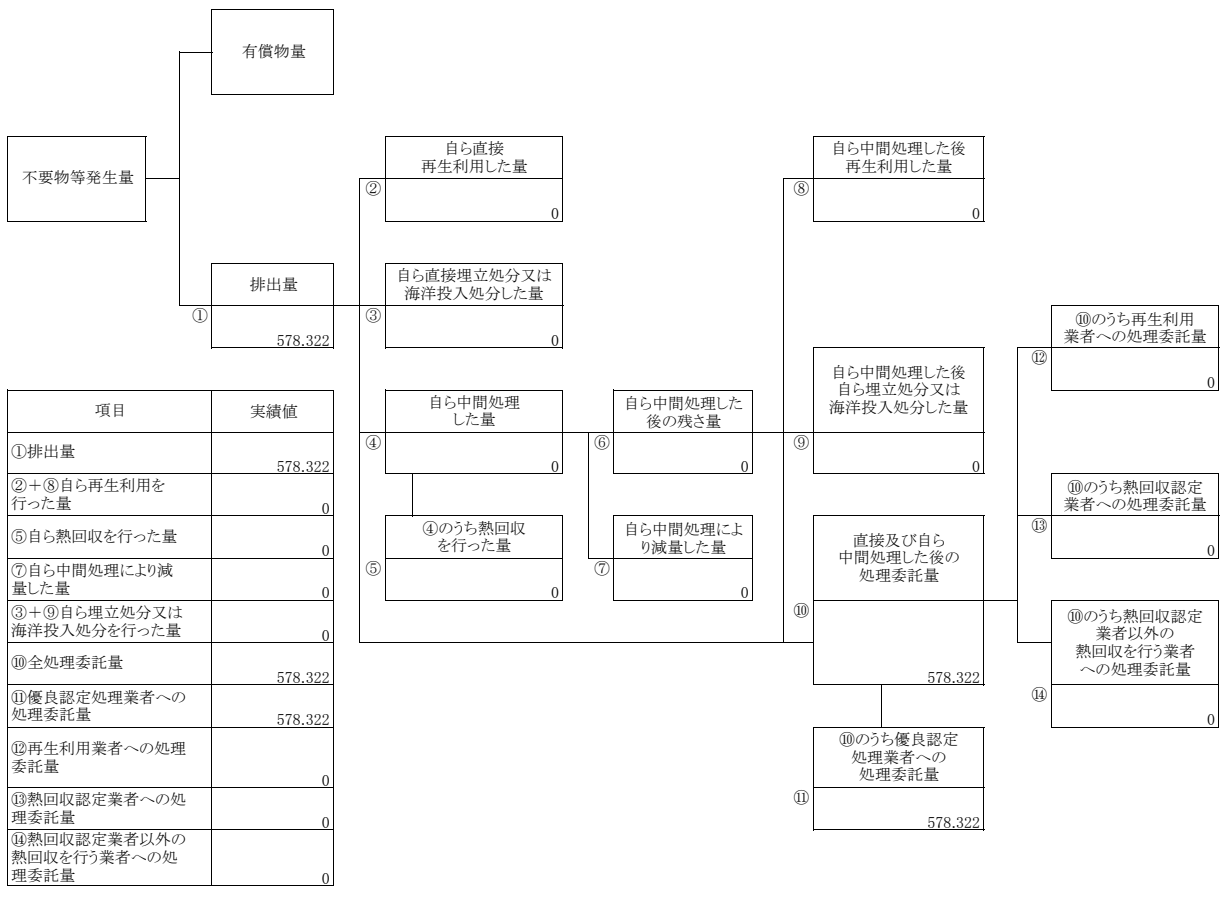 有償物量
不要物等発生量
自ら直接
再生利用した量
②
0
自ら中間処理した後
再生利用した量
⑧
0
排出量
①
578.322
自ら直接埋立処分又は
海洋投入処分した量
③
0
⑩のうち再生利用
業者への処理委託量
⑫
0
自ら中間処理
した量
④
0
自ら中間処理した
後の残さ量
⑥
0
自ら中間処理した後
自ら埋立処分又は
海洋投入処分した量
⑨
0
⑩のうち熱回収認定
業者への処理委託量
⑬
0
④のうち熱回収
を行った量
⑤
0
自ら中間処理によ
り減量した量
⑦
0
直接及び自ら
中間処理した後の
処理委託量
⑩
578.322
⑩のうち熱回収認定
業者以外の
熱回収を行う業者
への処理委託量
⑭
0
⑩のうち優良認定
処理業者への
処理委託量
⑪
578.322
項目
実績値
①排出量
578.322
②＋⑧自ら再生利用を
行った量
0
⑤自ら熱回収を行った量
0
⑦自ら中間処理により減
量した量
0
③＋⑨自ら埋立処分又は
海洋投入処分を行った量
0
⑩全処理委託量
578.322
⑪優良認定処理業者への
処理委託量
578.322
⑫再生利用業者への処理
委託量
0
⑬熱回収認定業者への処
理委託量
0
⑭熱回収認定業者以外の
熱回収を行う業者への処
理委託量
0